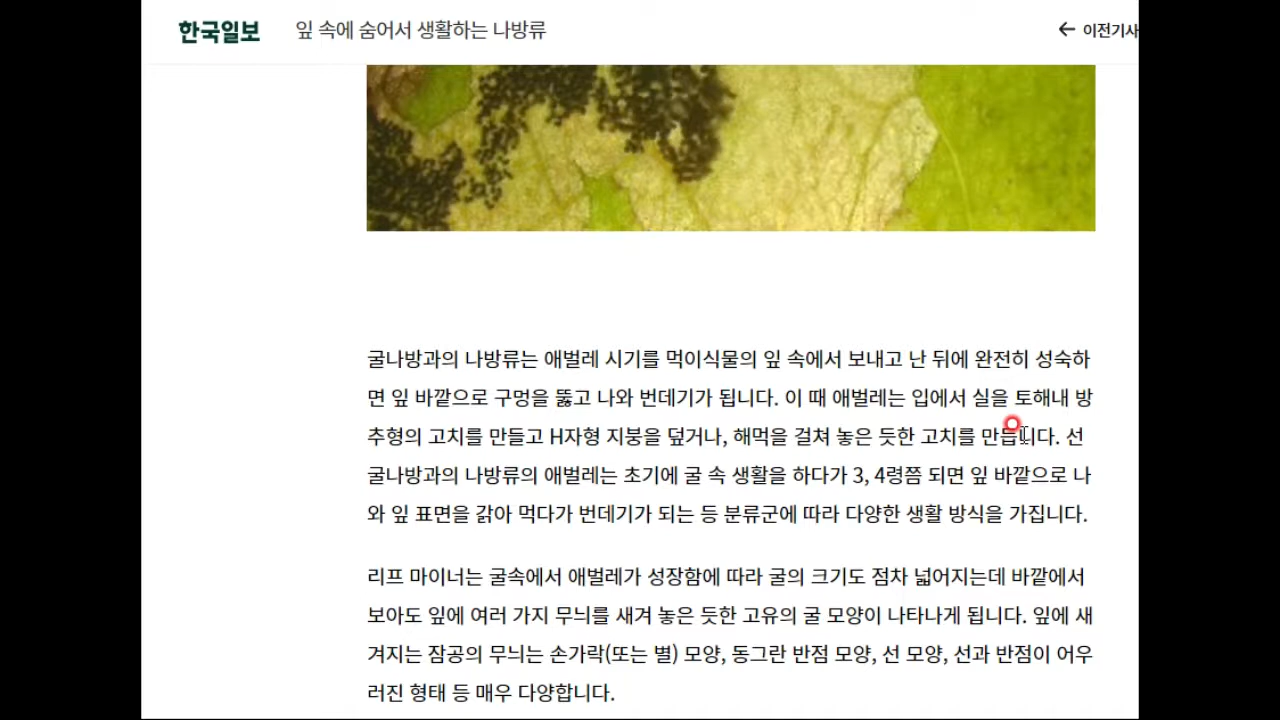 한국일보 잎 속에 숨어서 생활하는 나방류 ← 이전기사
굴나방과의 나방류는 애벌레 시기를 먹이식물의 잎 속에서 보내고 난 뒤에 완전히 성숙하
면 잎 바깥으로 구멍을 뚫고 나와 번데기가 됩니다. 이 때 애벌레는 입에서 실을 토해내 방
추형의 고치를 만들고 H자형 지붕을 덮거나, 해먹을 걸쳐 놓은 듯한 고치를 만듭니다. 선
굴나방과의 나방류의 애벌레는 초기에 굴 속 생활을 하다가 3, 4령쯤 되면 잎 바깥으로 나
와 잎 표면을 갉아 먹다가 번데기가 되는 등 분류군에 따라 다양한 생활 방식을 가집니다.
리프 마이너는 굴속에서 애벌레가 성장함에 따라 굴의 크기도 점차 넓어지는데 바깥에서
보아도 잎에 여러 가지 무늬를 새겨 놓은 듯한 고유의 굴 모양이 나타나게 됩니다. 잎에 새
겨지는 잠공의 무늬는 손가락(또는 별) 모양, 동그란 반점 모양, 선 모양, 선과 반점이 어우
러진 형태 등 매우 다양합니다.